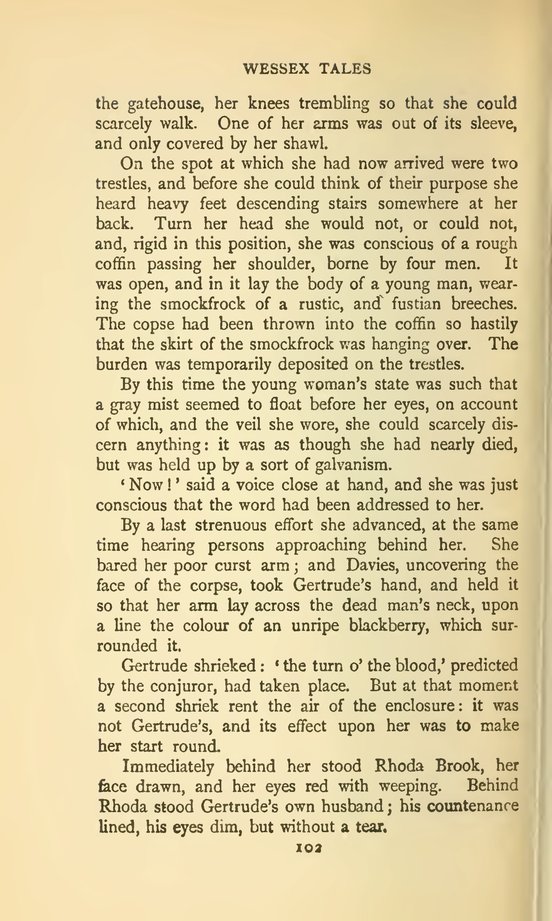 WESSEX TALES
the gatehouse, her knees trembling so that she could
scarcely walk. One of her arms was out of its sleeve,
and only covered by her shawl.
On the spot at which she had now arrived were two
trestles, and before she could think of their purpose she
heard heavy feet descending stairs somewhere at her
back. Turn her head she would not, or could not,
and, rigid in this position, she was conscious of a rough
coffin passing her shoulder, borne by four men. It
was open, and in it lay the body of a young man, wear-
ing the smockfrock of a rustic, and fustian breeches.
The copse had been thrown into the coffin so hastily
that the skirt of the smockfrock was hanging over. The
burden was temporarily deposited on the trestles.
By this time the young woman's state was such that
a gray mist seemed to float before her eyes, on account
of which, and the veil she wore, she could scarcely dis-
cern anything: it was as though she had nearly died,
but was held up by a sort of galvanism.
‘Now!’ said a voice close at hand, and she was just
conscious that the word had been addressed to her.
By a last strenuous effort she advanced, at the same
time hearing persons approaching behind her. She
bared her poor curst arm; and Davies, uncovering the
face of the corpse, took Gertrude's hand, and held it
so that her arm lay across the dead man's neck, upon
a line the colour of an unripe blackberry, which sur-
rounded it.
Gertrude shrieked: ‘the turn o' the blood,’ predicted
by the conjuror, had taken place. But at that moment
a second shriek rent the air of the enclosure: it was
not Gertrude's, and its effect upon her was to make
her start round.
Immediately behind her stood Rhoda Brook, her
face drawn, and her eyes red with weeping. Behind
Rhoda stood Gertrude's own husband; his countenance
lined, his eyes dim, but without a tear.
102